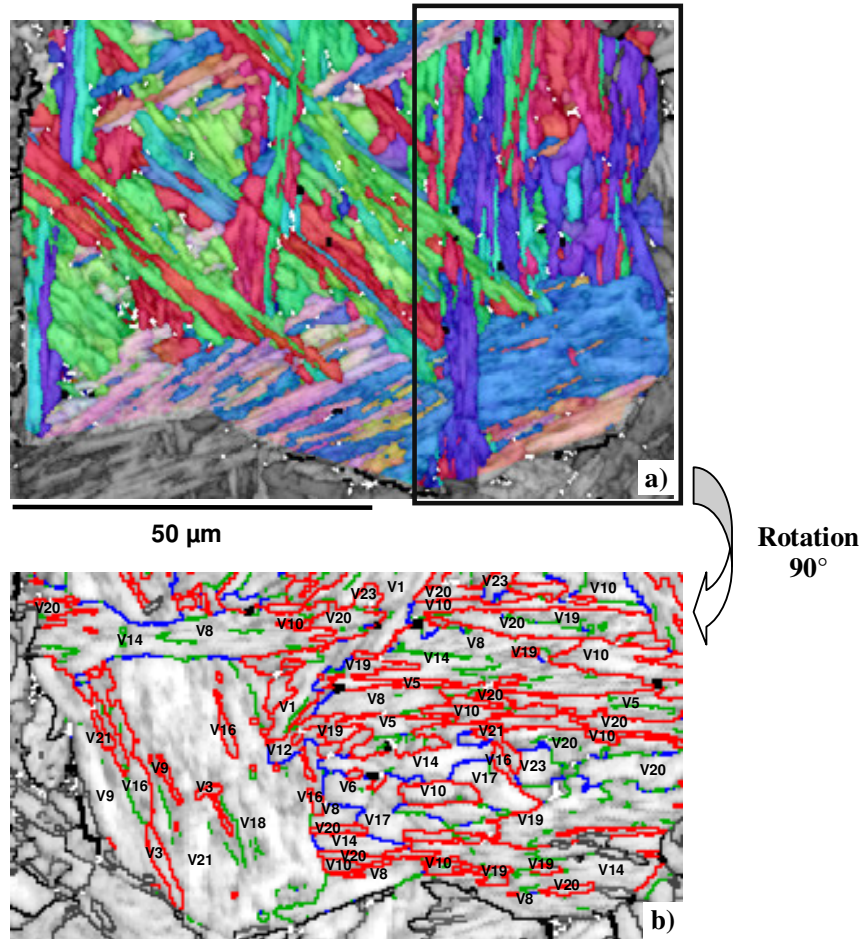 a)
50 µm
Rotation
90°
V1 V23 V10
V23 V20
V20 V10
V20 V10 V20 V20 V19
V8
V14 V8
V14 V19 V10
V19
V5
V8 V20 V5
V1 V10
V5 V20
V16 V19 V21 V10
V21 V12 V20
V14 V16
V9 V23 V20
V16 V6 V17
V9 V3 V10
V16
V8 V19
V18 V17
V20
V14
V3 V20
V21 V10 V10 V19 V19 V14
V8 V20
V8
b)